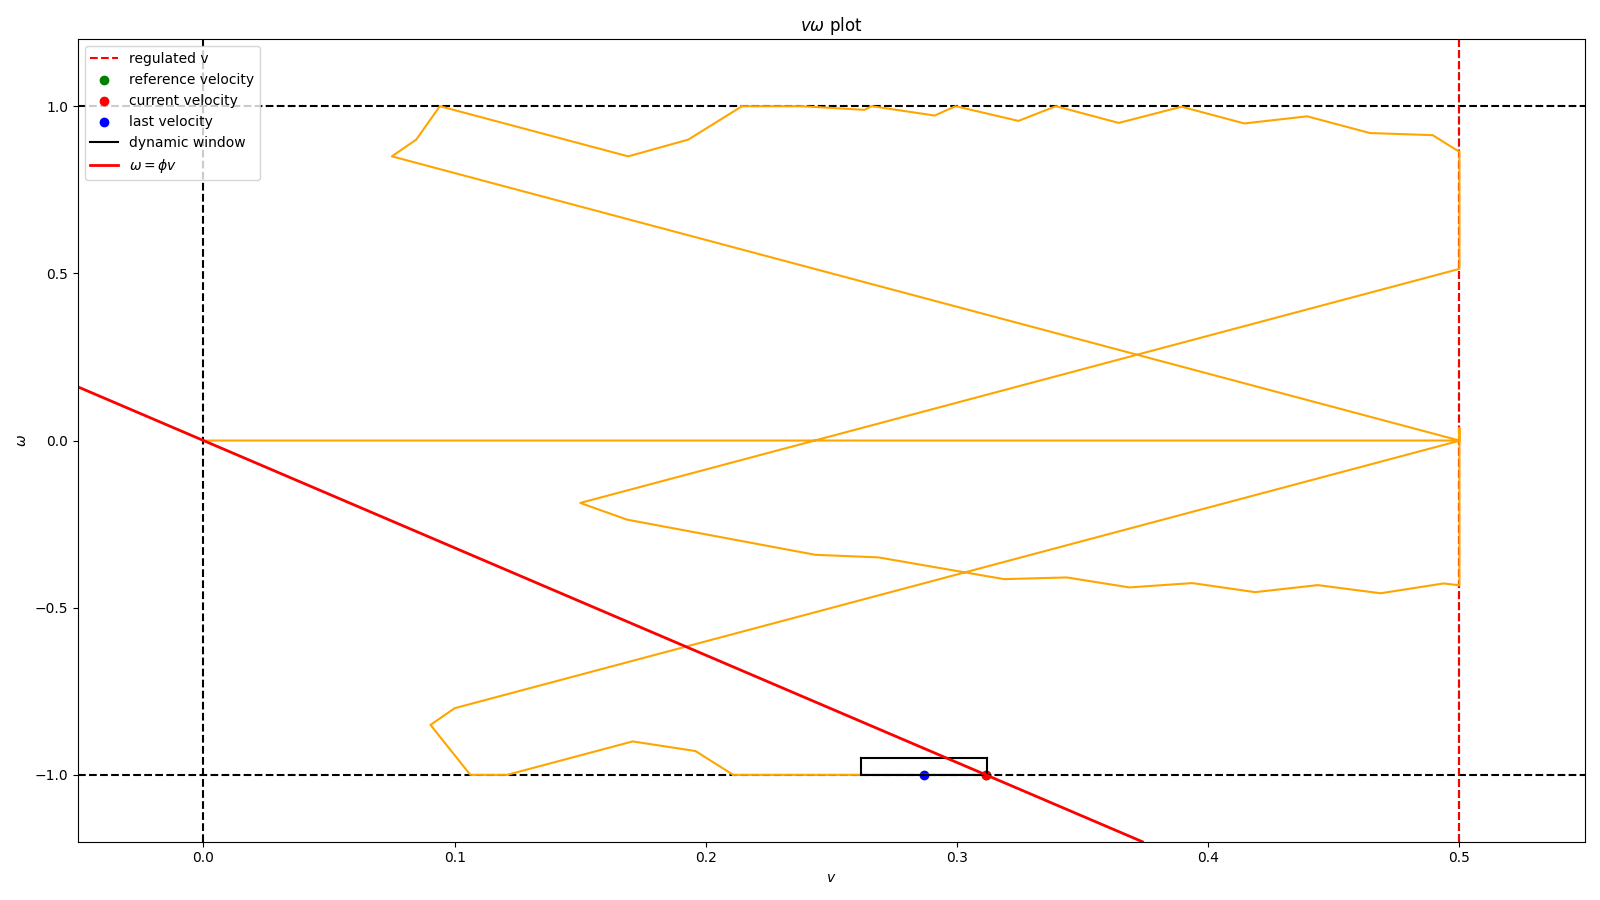 vω plot
regulated v
reference velocity
current velocity
last velocity
dynamic window
ω = ϕv
1.0
0.5
0.0
−0.5
−1.0
ω
0.0 0.1 0.2 0.3 0.4 0.5
v